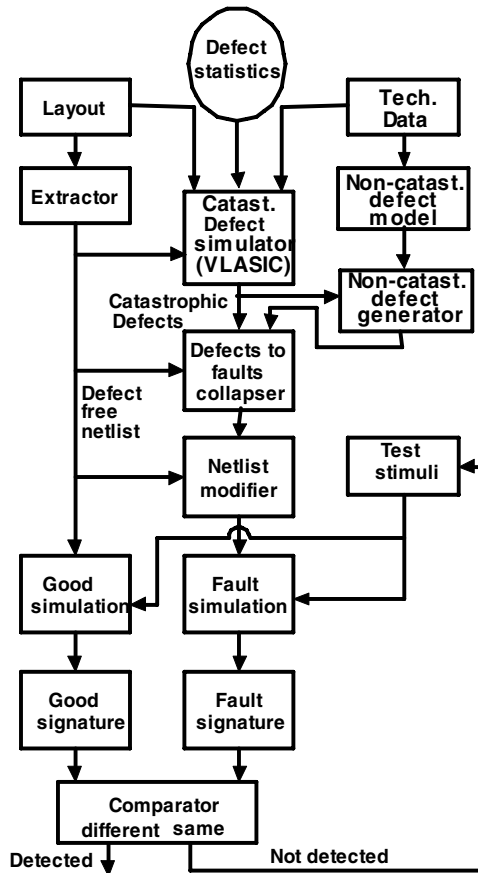 Defect
statistics
Layout
Tech.
Data
Extractor
Catast.
Defect
simulator
(VLASIC)
Non-catast.
defect
model
Catastrophic
Defects
Non-catast.
defect
generator
Defects to
faults
collapser
Defect
free
netlist
Netlist
modifier
Test
stimuli
Good
simulation
Fault
simulation
Good
signature
Fault
signature
Comparator
different same
Detected
Not detected